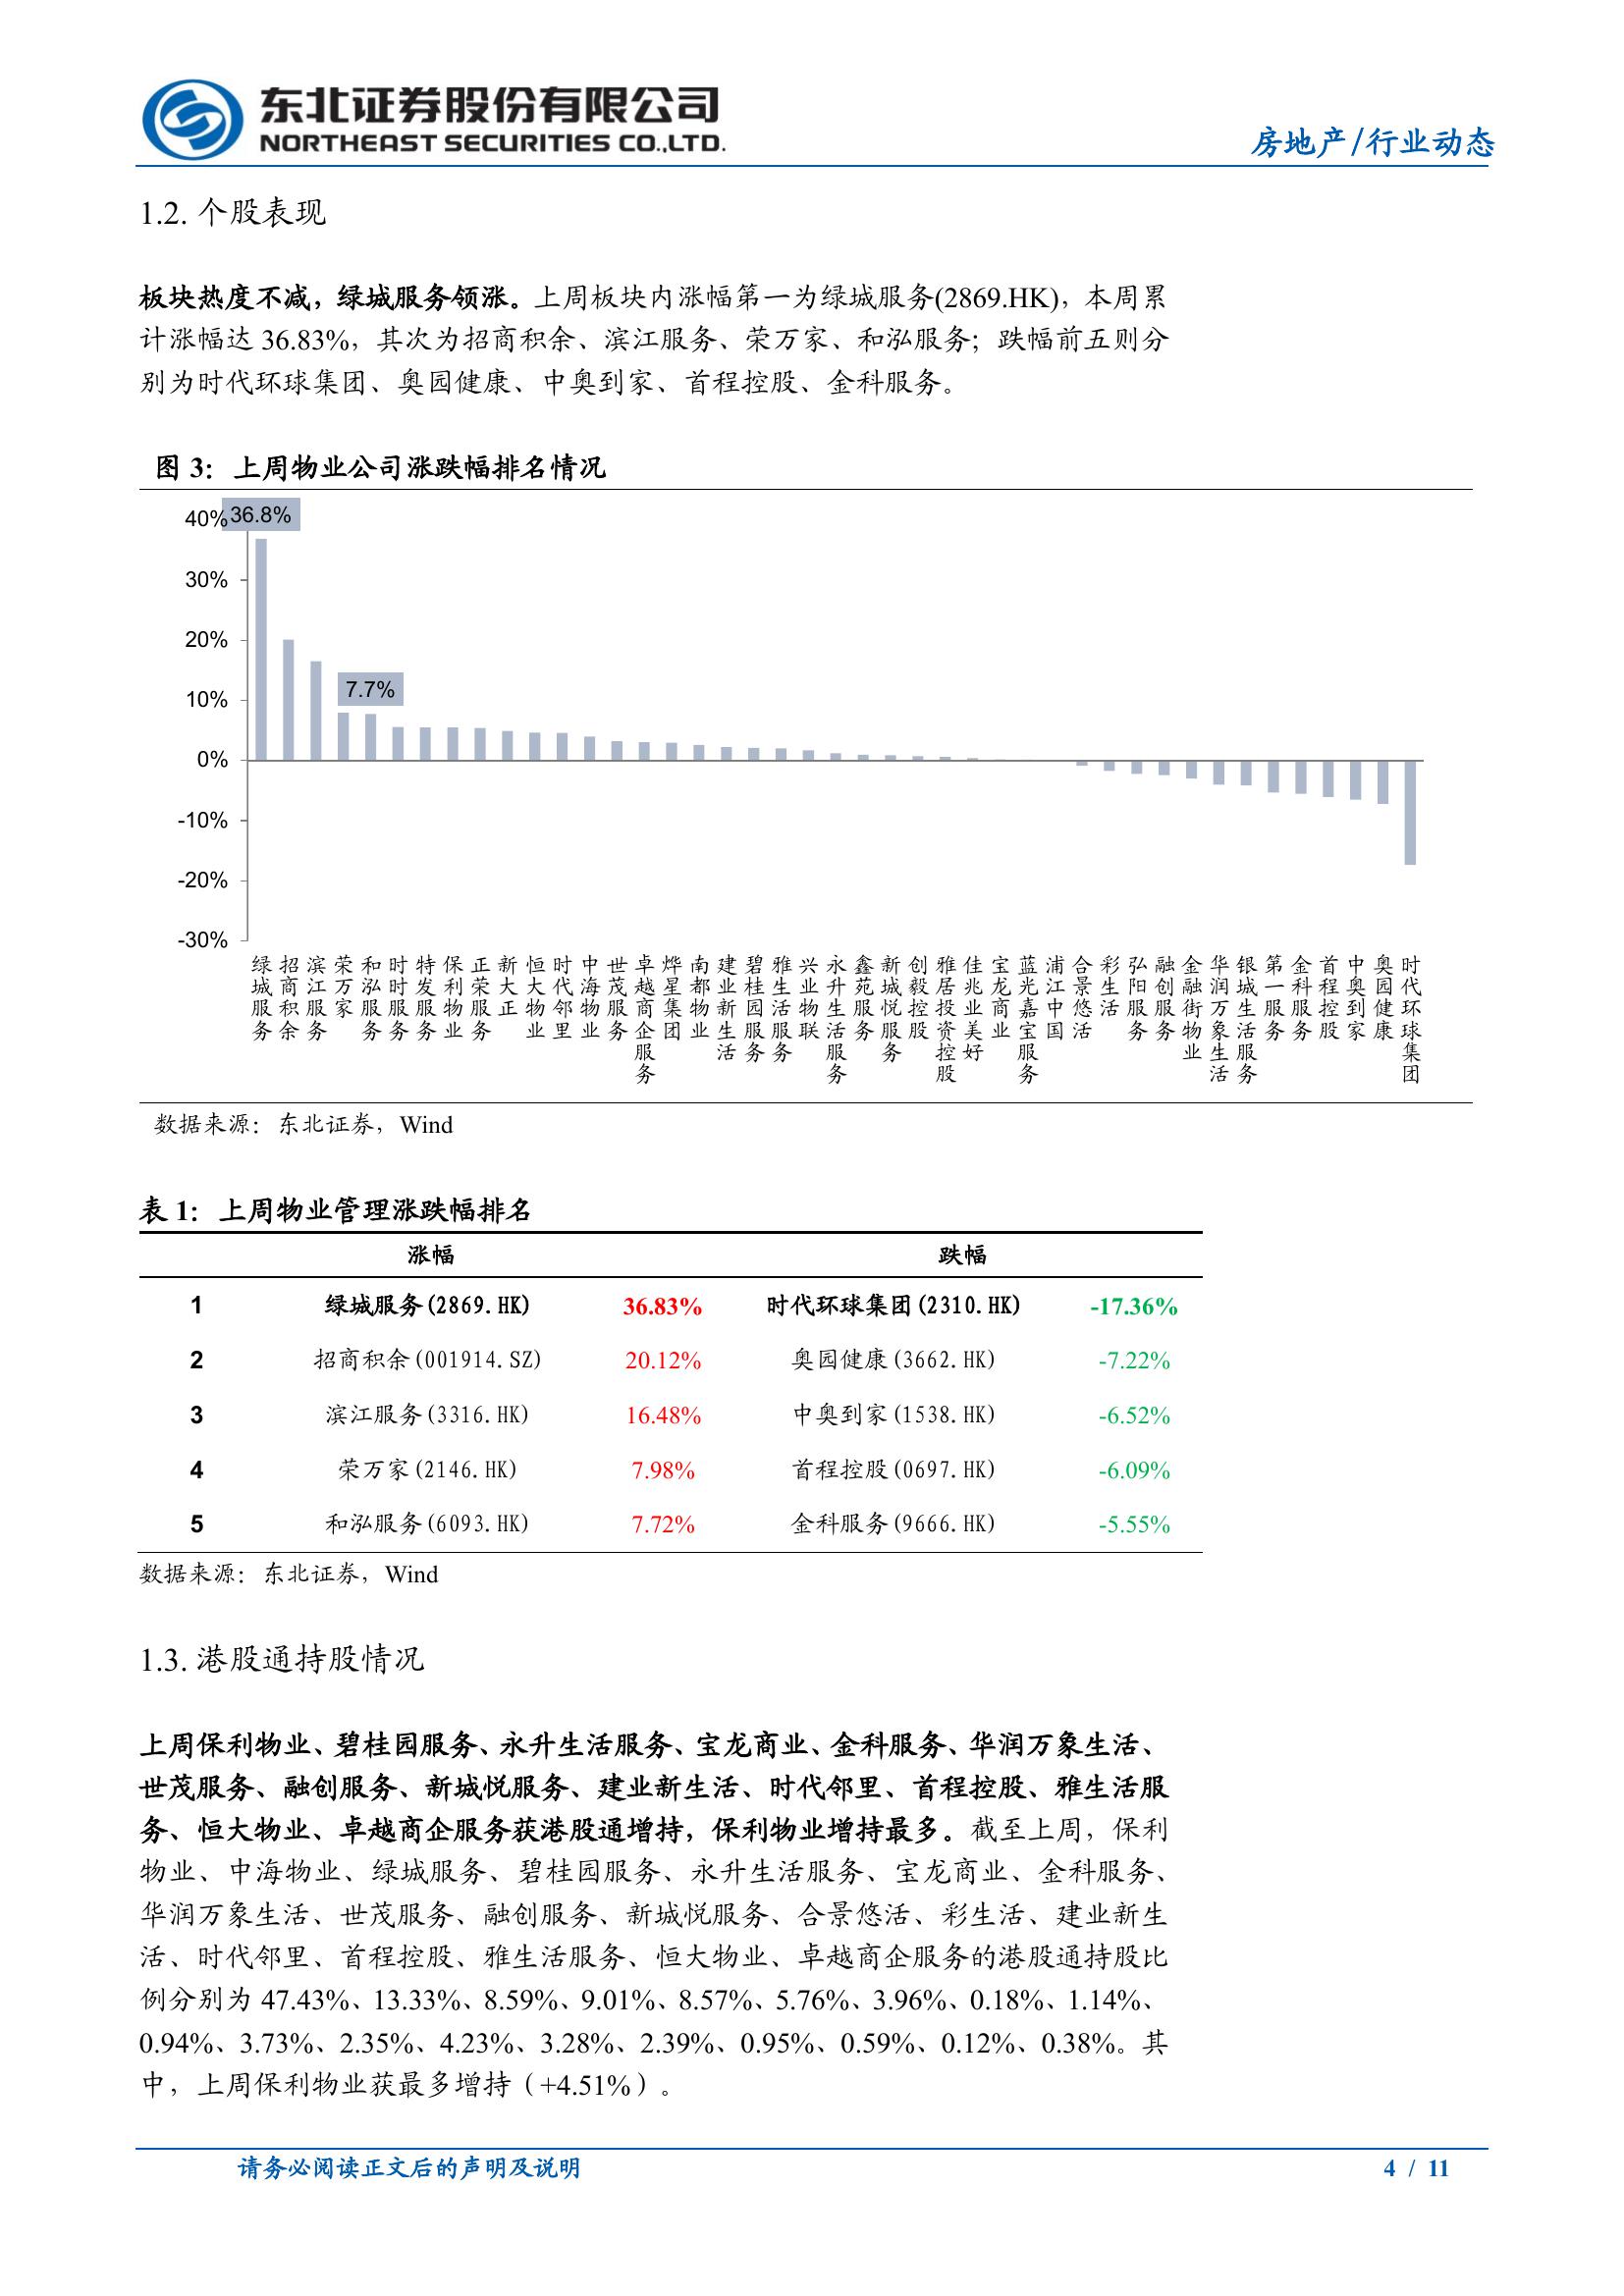 东北证券股份有限公司
NORTHEAST SECURITIES CO.,LTD.
房地产/行业动态
1.2. 个股表现
板块热度不减，绿城服务领涨。上周板块内涨幅第一为绿城服务(2869.HK)，本周累
计涨幅达 36.83%，其次为招商积余、滨江服务、荣万家、和泓服务；跌幅前五则分
别为时代环球集团、奥园健康、中奥到家、首程控股、金科服务。
图 3：上周物业公司涨跌幅排名情况
40%
36.8%
30%
20%
10%
7.7%
0%
-10%
-20%
-30%
绿城服务
招商积余
滨江服务
荣万家
和泓服务
时时服务
特发服务
保利物业
正荣服务
新大正
恒大物业
时代邻里
中海物业
世茂服务
卓越商企服务
烨星集团
南都物业
建业新生活
碧桂园服务
雅生活服务
兴业物联
永升生活服务
鑫苑服务
新城悦服务
创毅控股
雅居投资控股
佳兆业美好
宝龙商业
蓝光嘉宝服务
浦江中国
合景悠活
彩生活
弘阳服务
融创服务
金融街物业
华润万象生活
银城生活服务
第一服务
金科服务
首程控股
中奥到家
奥园健康
时代环球集团
数据来源：东北证券，Wind
表 1：上周物业管理涨跌幅排名
涨幅 跌幅
1 绿城服务(2869.HK) 36.83% 时代环球集团(2310.HK) -17.36%
2 招商积余(001914.SZ) 20.12% 奥园健康(3662.HK) -7.22%
3 滨江服务(3316.HK) 16.48% 中奥到家(1538.HK) -6.52%
4 荣万家(2146.HK) 7.98% 首程控股(0697.HK) -6.09%
5 和泓服务(6093.HK) 7.72% 金科服务(9666.HK) -5.55%
数据来源：东北证券，Wind
1.3. 港股通持股情况
上周保利物业、碧桂园服务、永升生活服务、宝龙商业、金科服务、华润万象生活、
世茂服务、融创服务、新城悦服务、建业新生活、时代邻里、首程控股、雅生活服
务、恒大物业、卓越商企服务获港股通增持，保利物业增持最多。截至上周，保利
物业、中海物业、绿城服务、碧桂园服务、永升生活服务、宝龙商业、金科服务、
华润万象生活、世茂服务、融创服务、新城悦服务、合景悠活、彩生活、建业新生
活、时代邻里、首程控股、雅生活服务、恒大物业、卓越商企服务的港股通持股比
例分别为 47.43%、13.33%、8.59%、9.01%、8.57%、5.76%、3.96%、0.18%、1.14%、
0.94%、3.73%、2.35%、4.23%、3.28%、2.39%、0.95%、0.59%、0.12%、0.38%。其
中，上周保利物业获最多增持（+4.51%）。
请务必阅读正文后的声明及说明
4 / 11